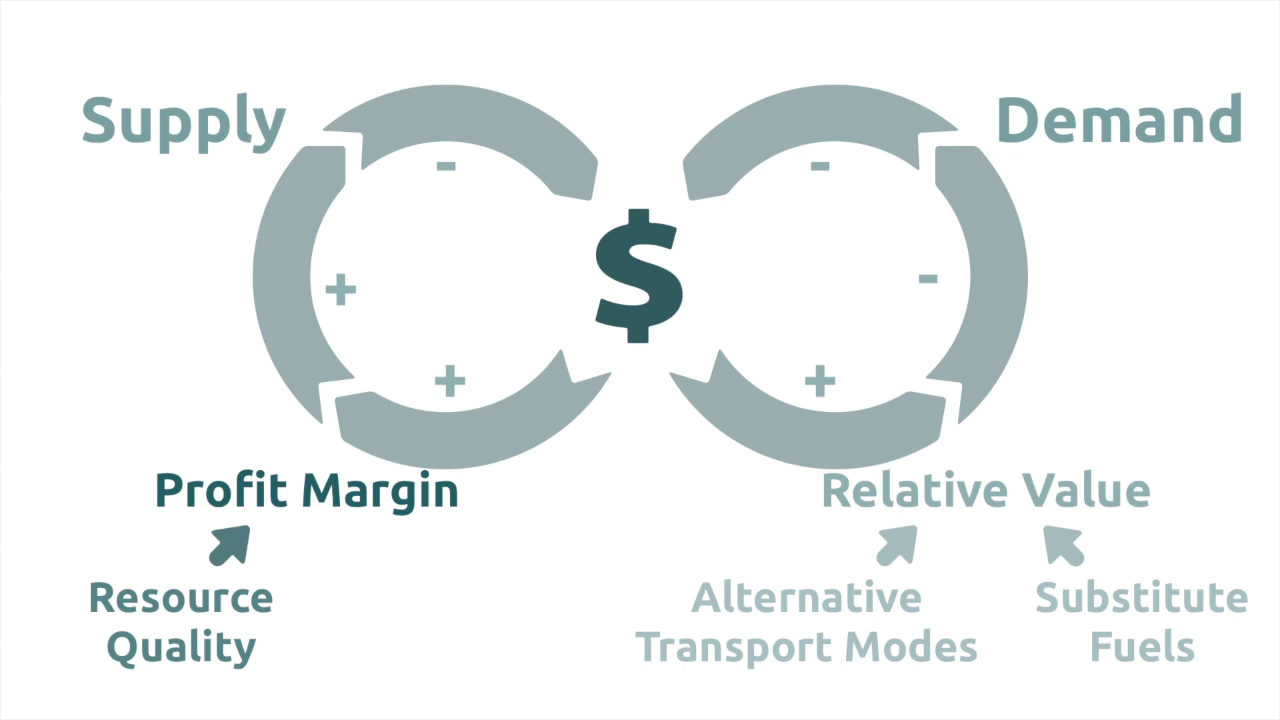 Supply
Demand
-
-
$
+
-
+
+
Profit Margin
Relative Value
Resource
Quality
Alternative
Transport Modes
Substitute
Fuels